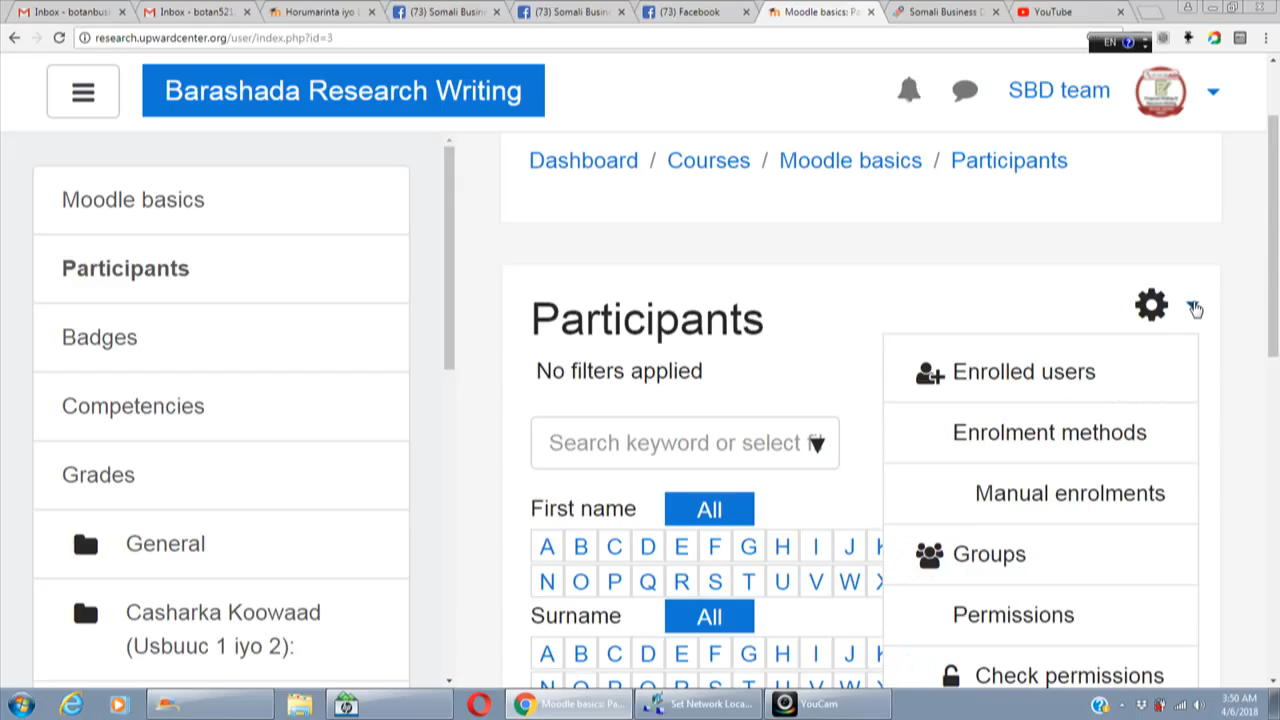 Inbox - botanbus
Inbox - botan521
Horumarinta iyo
(73) Somali Busin
(73) Somali Busin
(73) Facebook
Moodle basics: Pa
Somali Business D
YouTube
research.upwardcenter.org/user/index.php?id=3
EN
Barashada Research Writing
SBD team
Dashboard / Courses / Moodle basics / Participants
Moodle basics
Participants
Badges
Competencies
Grades
General
Casharka Koowaad
(Usbuuc 1 iyo 2):
Participants
No filters applied
Search keyword or select fi
First name All
A B C D E F G H I J K
N O P Q R S T U V W X
Surname All
A B C D E F G H I J K
N O P Q R S T U V W
Enrolled users
Enrolment methods
Manual enrolments
Groups
Permissions
Check permissions
Moodle basics: Pa...
Set Network Loca...
YouCam
3:50 AM
4/6/2018